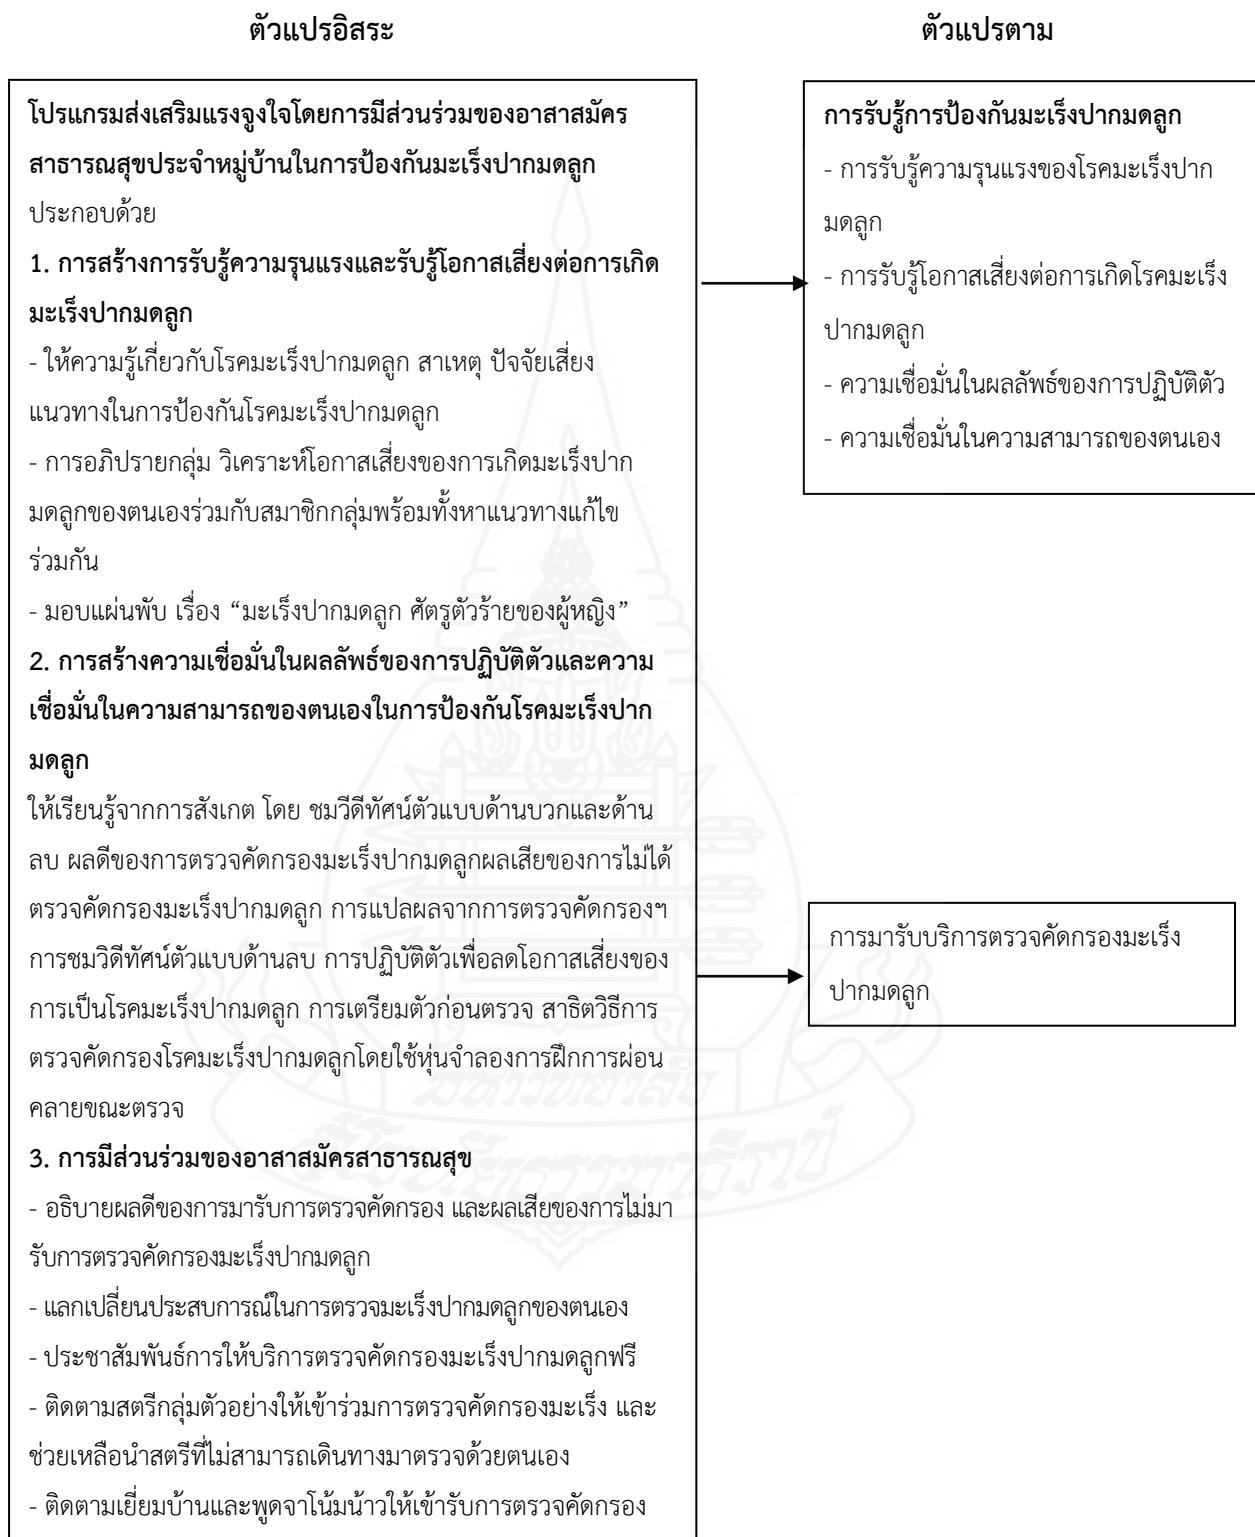 ตัวแปรอิสระ
ตัวแปรตาม
โปรแกรมส่งเสริมแรงจูงใจโดยการมีส่วนร่วมของอาสาสมัคร
สาธารณสุขประจำหมู่บ้านในการป้องกันมะเร็งปากมดลูก
ประกอบด้วย
1. การสร้างการรับรู้ความรุนแรงและรับรู้โอกาสเสี่ยงต่อการเกิด
มะเร็งปากมดลูก
- ให้ความรู้เกี่ยวกับโรคมะเร็งปากมดลูก สาเหตุ ปัจจัยเสี่ยง
แนวทางในการป้องกันโรคมะเร็งปากมดลูก
- การอภิปรายกลุ่ม วิเคราะห์โอกาสเสี่ยงของการเกิดมะเร็งปาก
มดลูกของตนเองร่วมกับสมาชิกกลุ่มพร้อมทั้งหาแนวทางแก้ไข
ร่วมกัน
- มอบแผ่นพับ เรื่อง “มะเร็งปากมดลูก ศัตรูตัวร้ายของผู้หญิง”
2. การสร้างความเชื่อมั่นในผลลัพธ์ของการปฏิบัติตัวและความ
เชื่อมั่นในความสามารถของตนเองในการป้องกันโรคมะเร็งปาก
มดลูก
ให้เรียนรู้จากการสังเกต โดย ชมวีดีทัศน์ตัวแบบด้านบวกและด้าน
ลบ ผลดีของการตรวจคัดกรองมะเร็งปากมดลูกผลเสียของการไม่ได้
ตรวจคัดกรองมะเร็งปากมดลูก การแปลผลจากการตรวจคัดกรองฯ
การชมวิดีทัศน์ตัวแบบด้านลบ การปฏิบัติตัวเพื่อลดโอกาสเสี่ยงของ
การเป็นโรคมะเร็งปากมดลูก การเตรียมตัวก่อนตรวจ สาธิตวิธีการ
ตรวจคัดกรองโรคมะเร็งปากมดลูกโดยใช้หุ่นจำลองการฝึกการผ่อน
คลายขณะตรวจ
3. การมีส่วนร่วมของอาสาสมัครสาธารณสุข
- อธิบายผลดีของการมารับการตรวจคัดกรอง และผลเสียของการไม่มา
รับการตรวจคัดกรองมะเร็งปากมดลูก
- แลกเปลี่ยนประสบการณ์ในการตรวจมะเร็งปากมดลูกของตนเอง
- ประชาสัมพันธ์การให้บริการตรวจคัดกรองมะเร็งปากมดลูกฟรี
- ติดตามสตรีกลุ่มตัวอย่างให้เข้าร่วมการตรวจคัดกรองมะเร็ง และ
ช่วยเหลือนำสตรีที่ไม่สามารถเดินทางมาตรวจด้วยตนเอง
- ติดตามเยี่ยมบ้านและพูดจาโน้มน้าวให้เข้ารับการตรวจคัดกรอง
การรับรู้การป้องกันมะเร็งปากมดลูก
- การรับรู้ความรุนแรงของโรคมะเร็งปาก
มดลูก
- การรับรู้โอกาสเสี่ยงต่อการเกิดโรคมะเร็ง
ปากมดลูก
- ความเชื่อมั่นในผลลัพธ์ของการปฏิบัติตัว
- ความเชื่อมั่นในความสามารถของตนเอง
การมารับบริการตรวจคัดกรองมะเร็ง
ปากมดลูก
มหาวิทยาลัย
สุโขทัยธรรมาธิราช